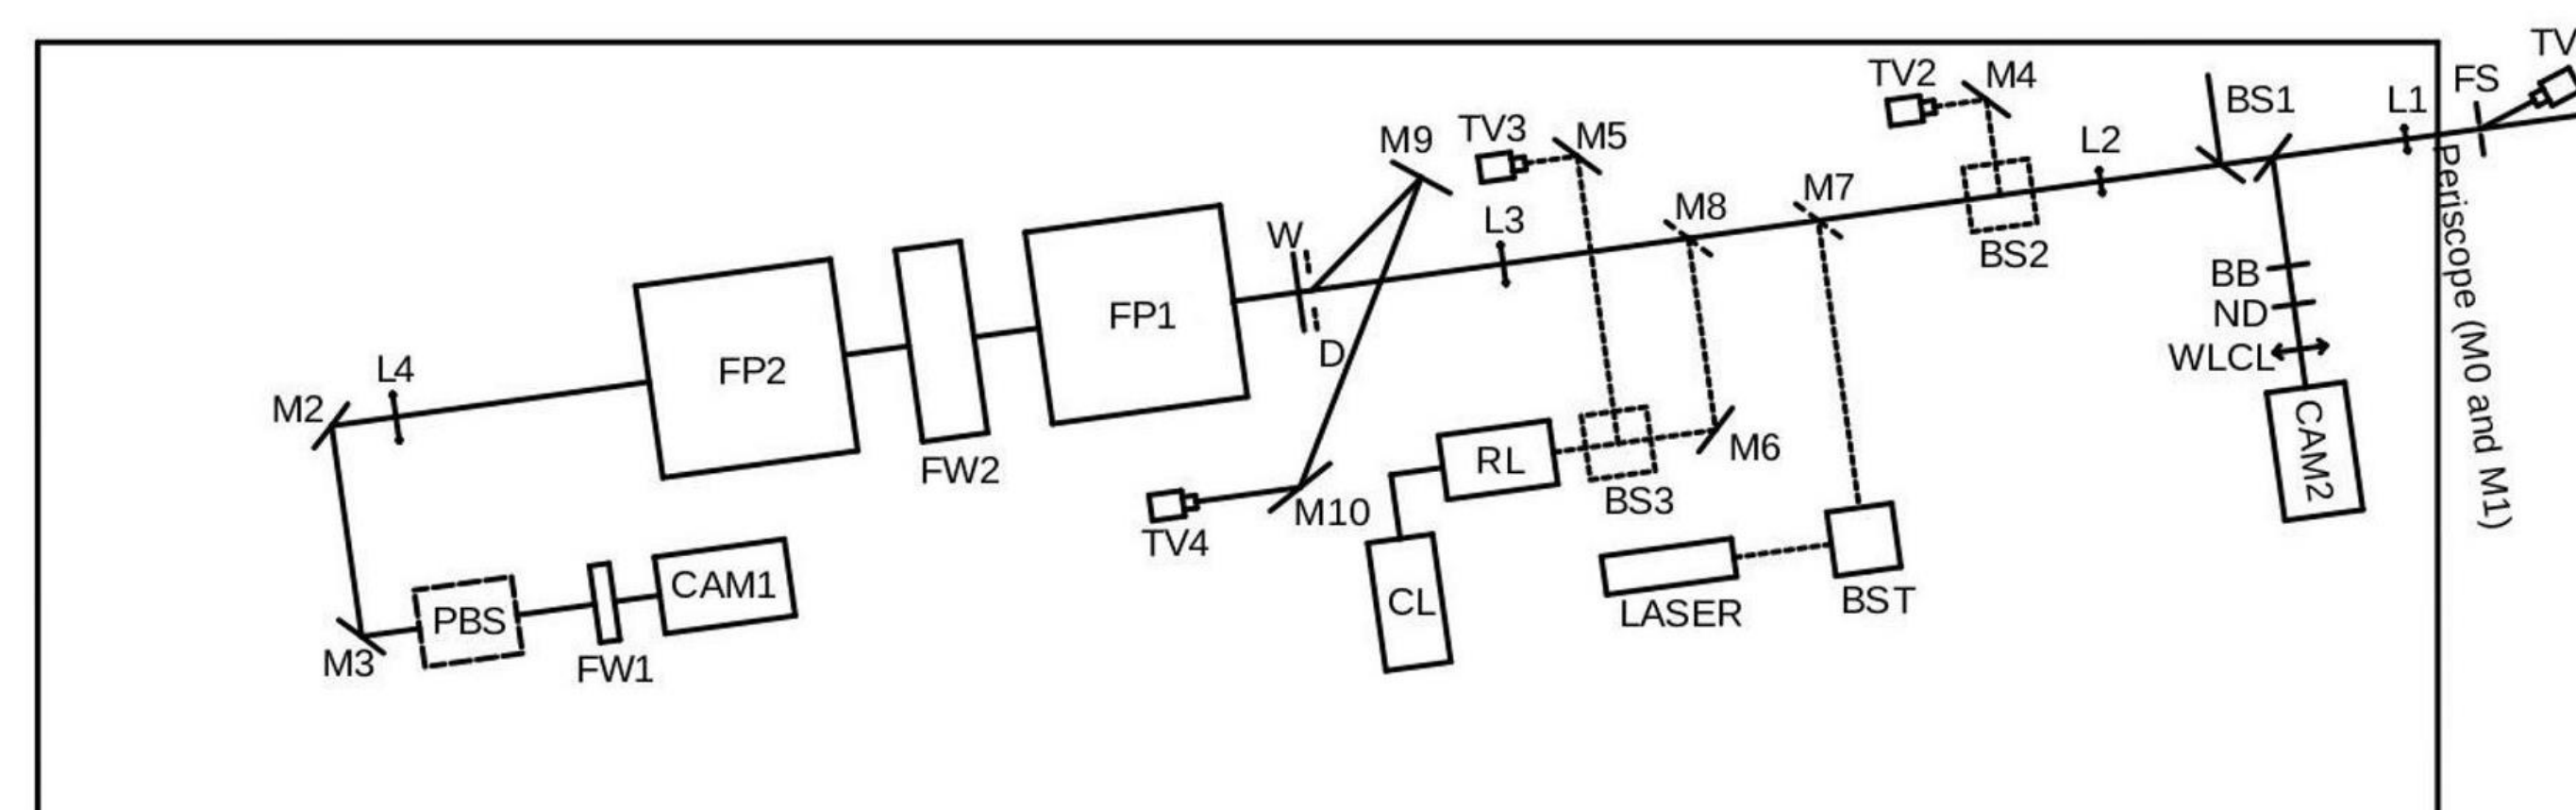 TV
FS
TV2
M4
BS1
L1
TV3
M5
M9
L2
M7
M8
L3
W
BS2
BB
ND
WLCL
Periscope (M0 and M1)
FP1
D
FP2
L4
M2
CAM2
FW2
RL
M6
BS3
M10
TV4
CAM1
CL
LASER
BST
PBS
M3
FW1